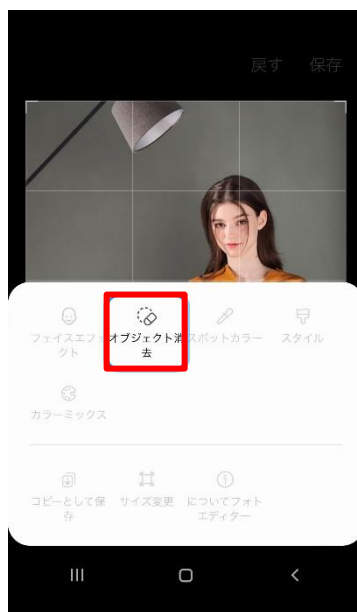 戻す 保存
フェイスエフェ オブジェクト消 スポットカラー スタイル
クト 去
カラーミックス
コピーとして保 サイズ変更 についてフォト
存 エディター